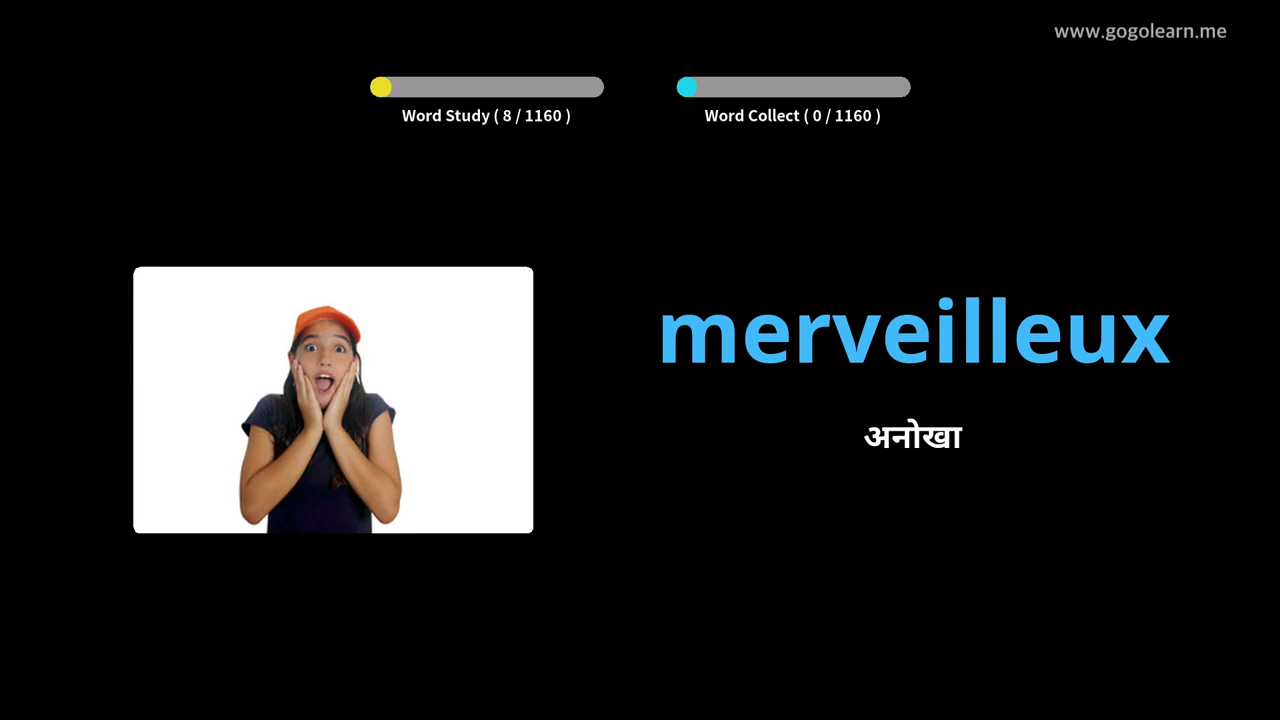 www.gogolearn.me
Word Study ( 8 / 1160 )
Word Collect ( 0 / 1160 )
merveilleux
अनोखा